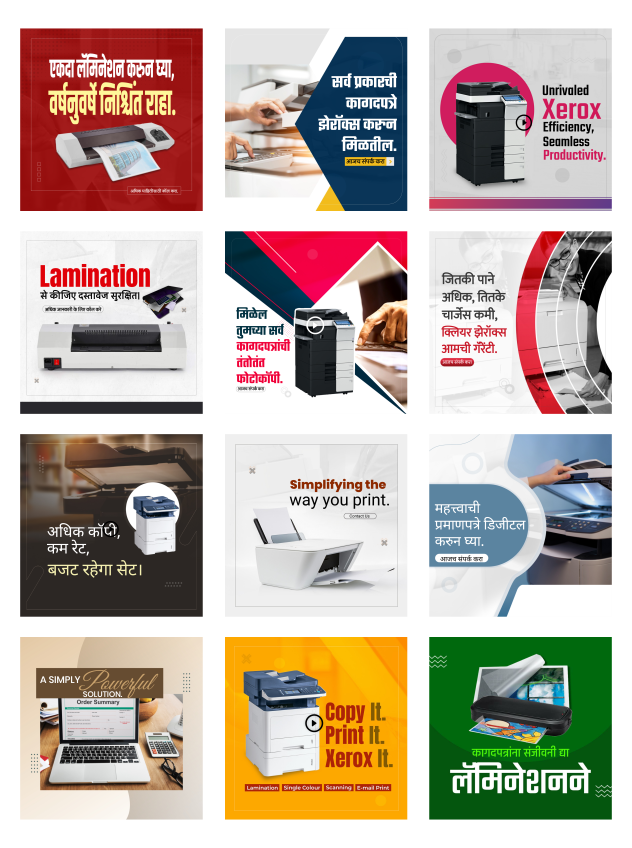 एकदा लॅमिनेशन करुन घ्या,
वर्षनुवर्षे निश्चिंत राहा.
अधिक माहितीसाठी कॉल करा.
सर्व प्रकारची
कागदपत्रे
झेरॉक्स करून
मिळतील.
आजच संपर्क करा
Unrivaled
Xerox
Efficiency,
Seamless
Productivity.
Lamination
से कीजिए दस्तावेज सुरक्षित।
अधिक जानकारी के लिए कॉल करें
मिळेल
तुमच्या सर्व
कागदपत्रांची
तंतोतंत
फोटोकॉपी.
आजच संपर्क करा
जितकी पाने
अधिक, तितके
चार्जेस कमी,
क्लियर झेरॉक्स
आमची गॅरेंटी.
आजच संपर्क करा
अधिक कॉपी,
कम रेट,
बजट रहेगा सेट।
Simplifying the
way you print.
Contact Us
महत्त्वाची
प्रमाणपत्रे डिजीटल
करुन घ्या.
आजच संपर्क करा
A SIMPLY Powerful
SOLUTION.
Order Summary
Copy It.
Print It.
Xerox It.
Lamination Single Colour Scanning E-mail Print
कागदपत्रांना संजीवनी द्या
लॅमिनेशनने